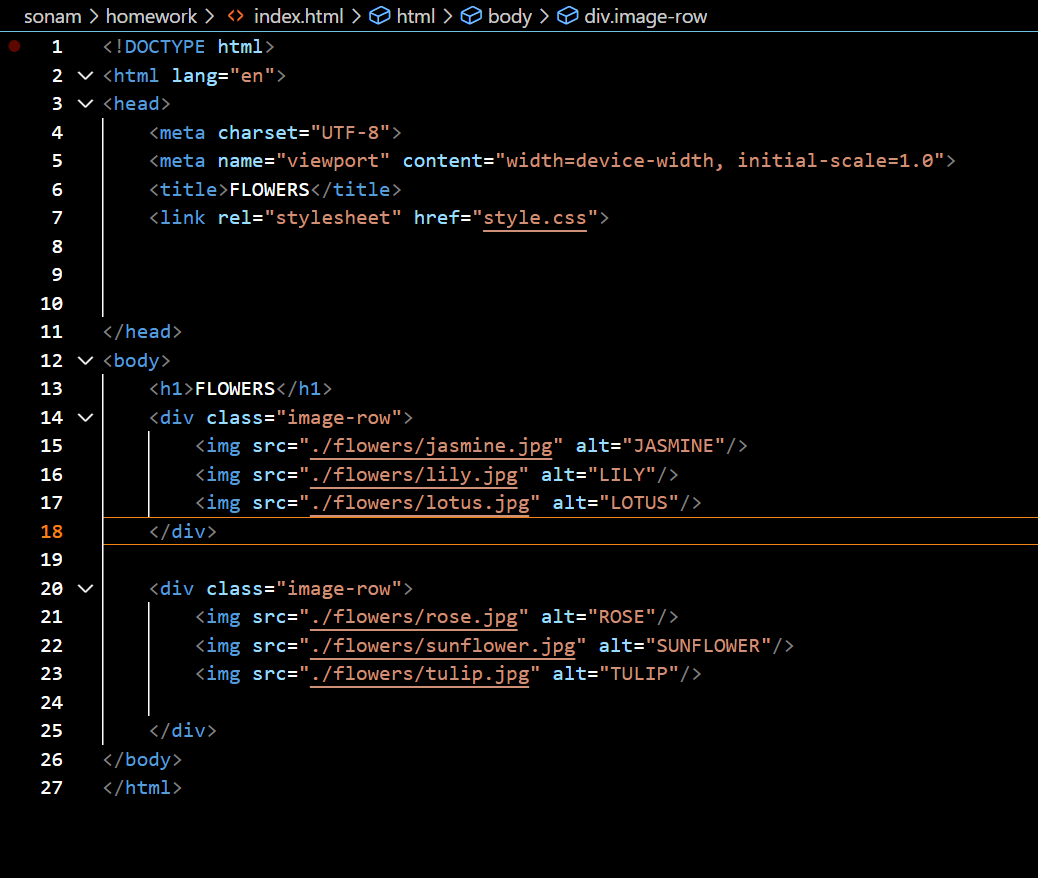 sonam > homework > <> index.html > html > body > div.image-row
1 <!DOCTYPE html>
2 <html lang="en">
3 <head>
4     <meta charset="UTF-8">
5     <meta name="viewport" content="width=device-width, initial-scale=1.0">
6     <title>FLOWERS</title>
7     <link rel="stylesheet" href="style.css">
8
9
10
11 </head>
12 <body>
13     <h1>FLOWERS</h1>
14     <div class="image-row">
15         <img src="./flowers/jasmine.jpg" alt="JASMINE"/>
16         <img src="./flowers/lily.jpg" alt="LILY"/>
17         <img src="./flowers/lotus.jpg" alt="LOTUS"/>
18     </div>
19
20     <div class="image-row">
21         <img src="./flowers/rose.jpg" alt="ROSE"/>
22         <img src="./flowers/sunflower.jpg" alt="SUNFLOWER"/>
23         <img src="./flowers/tulip.jpg" alt="TULIP"/>
24
25     </div>
26 </body>
27 </html>